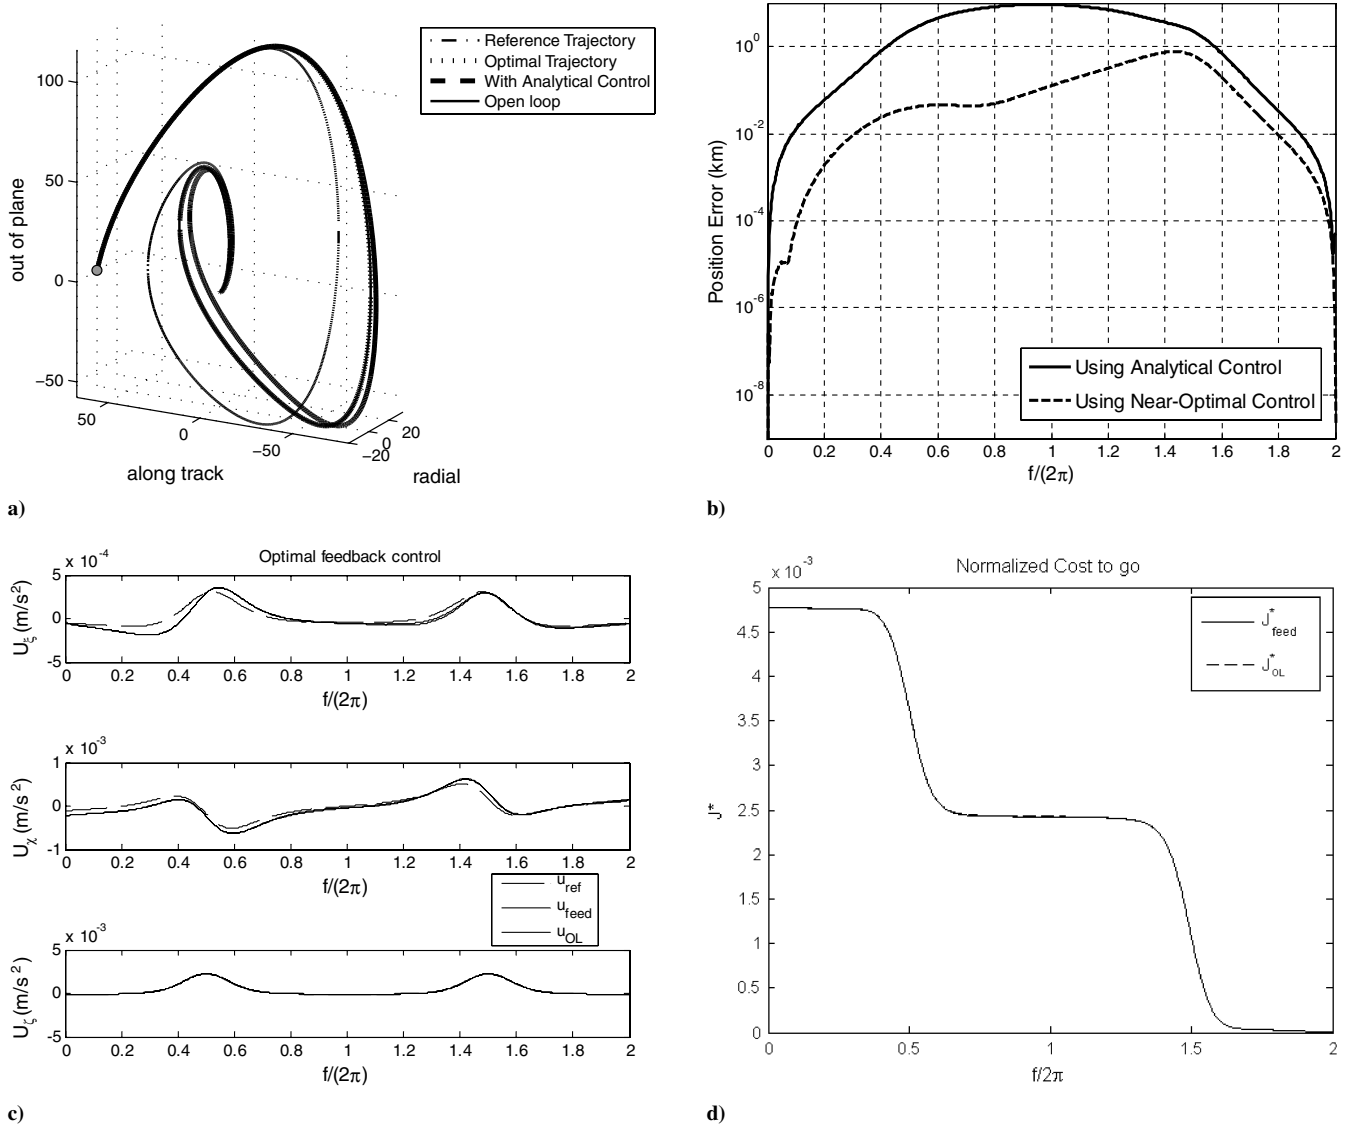 Reference Trajectory
Optimal Trajectory
With Analytical Control
Open loop
100
50
0
−50
out of plane
50
0
−50
20
0
−20
along track
radial
a)
10^0
10^-2
10^-4
10^-6
10^-8
Position Error (km)
Using Analytical Control
Using Near-Optimal Control
0 0.2 0.4 0.6 0.8 1 1.2 1.4 1.6 1.8 2
f/(2π)
b)
Optimal feedback control
x 10^-4
5
0
−5
U_ξ (m/s²)
0 0.2 0.4 0.6 0.8 1 1.2 1.4 1.6 1.8 2
f/(2π)
x 10^-3
1
0
-1
U_χ (m/s²)
0 0.2 0.4 0.6 0.8 1 1.2 1.4 1.6 1.8 2
f/(2π)
u_ref
u_feed
u_OL
x 10^-3
5
0
−5
U_ζ (m/s²)
0 0.2 0.4 0.6 0.8 1 1.2 1.4 1.6 1.8 2
f/(2π)
c)
Normalized Cost to go
x 10^-3
5
4.5
4
3.5
3
2.5
2
1.5
1
0.5
0
J*
J*_feed
J*_OL
0 0.5 1 1.5 2
f/2π
d)